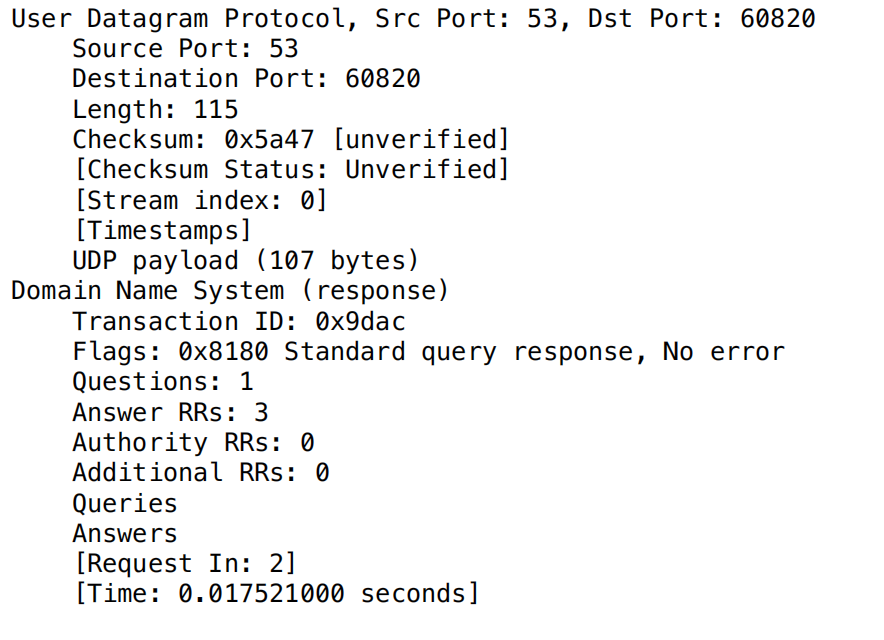 User Datagram Protocol, Src Port: 53, Dst Port: 60820
Source Port: 53
Destination Port: 60820
Length: 115
Checksum: 0x5a47 [unverified]
[Checksum Status: Unverified]
[Stream index: 0]
[Timestamps]
UDP payload (107 bytes)
Domain Name System (response)
Transaction ID: 0x9dac
Flags: 0x8180 Standard query response, No error
Questions: 1
Answer RRs: 3
Authority RRs: 0
Additional RRs: 0
Queries
Answers
[Request In: 2]
[Time: 0.017521000 seconds]